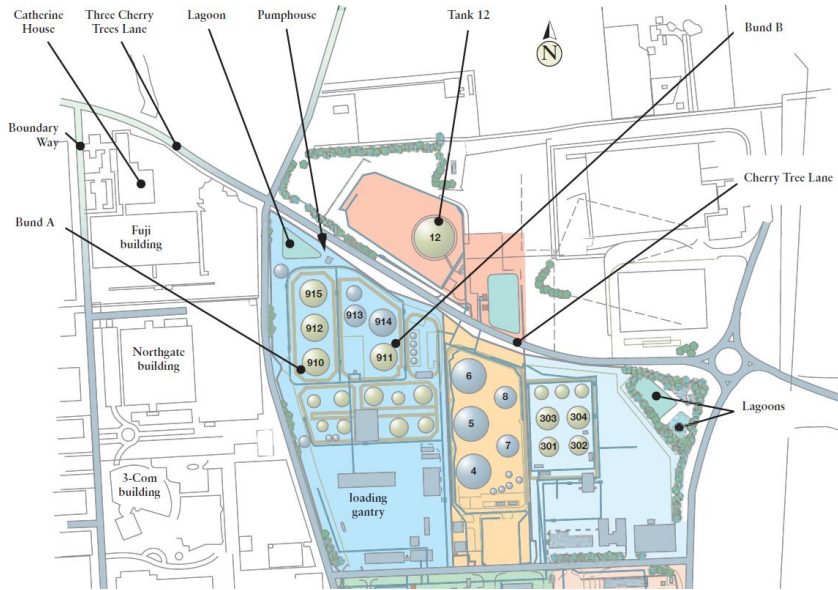 Catherine
House
Three Cherry
Trees Lane
Lagoon
Pumphouse
Tank 12
Bund B
N
Boundary
Way
Cherry Tree Lane
Bund A
Fuji
building
12
915
913
914
912
911
910
Northgate
building
6
8
5
7
4
303
304
301
302
Lagoons
3-Com
building
loading
gantry